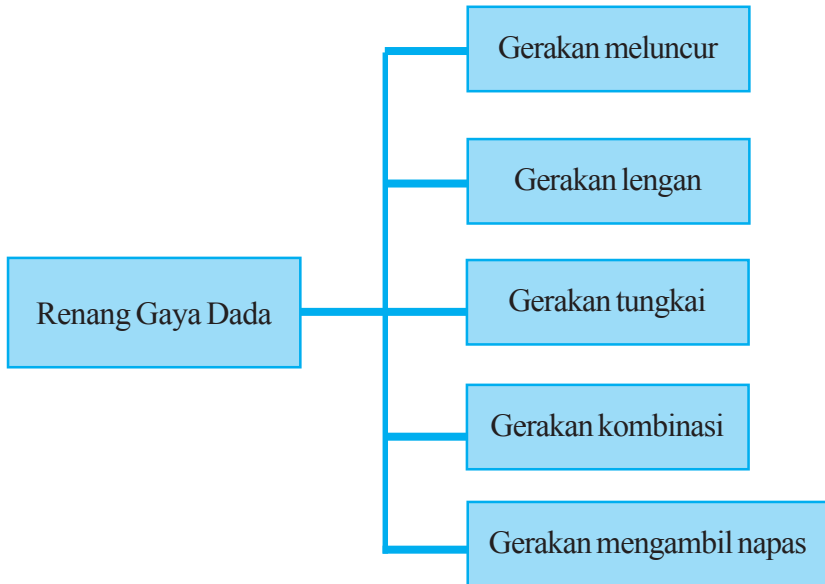 Gerakan meluncur
Gerakan lengan
Renang Gaya Dada
Gerakan tungkai
Gerakan kombinasi
Gerakan mengambil napas